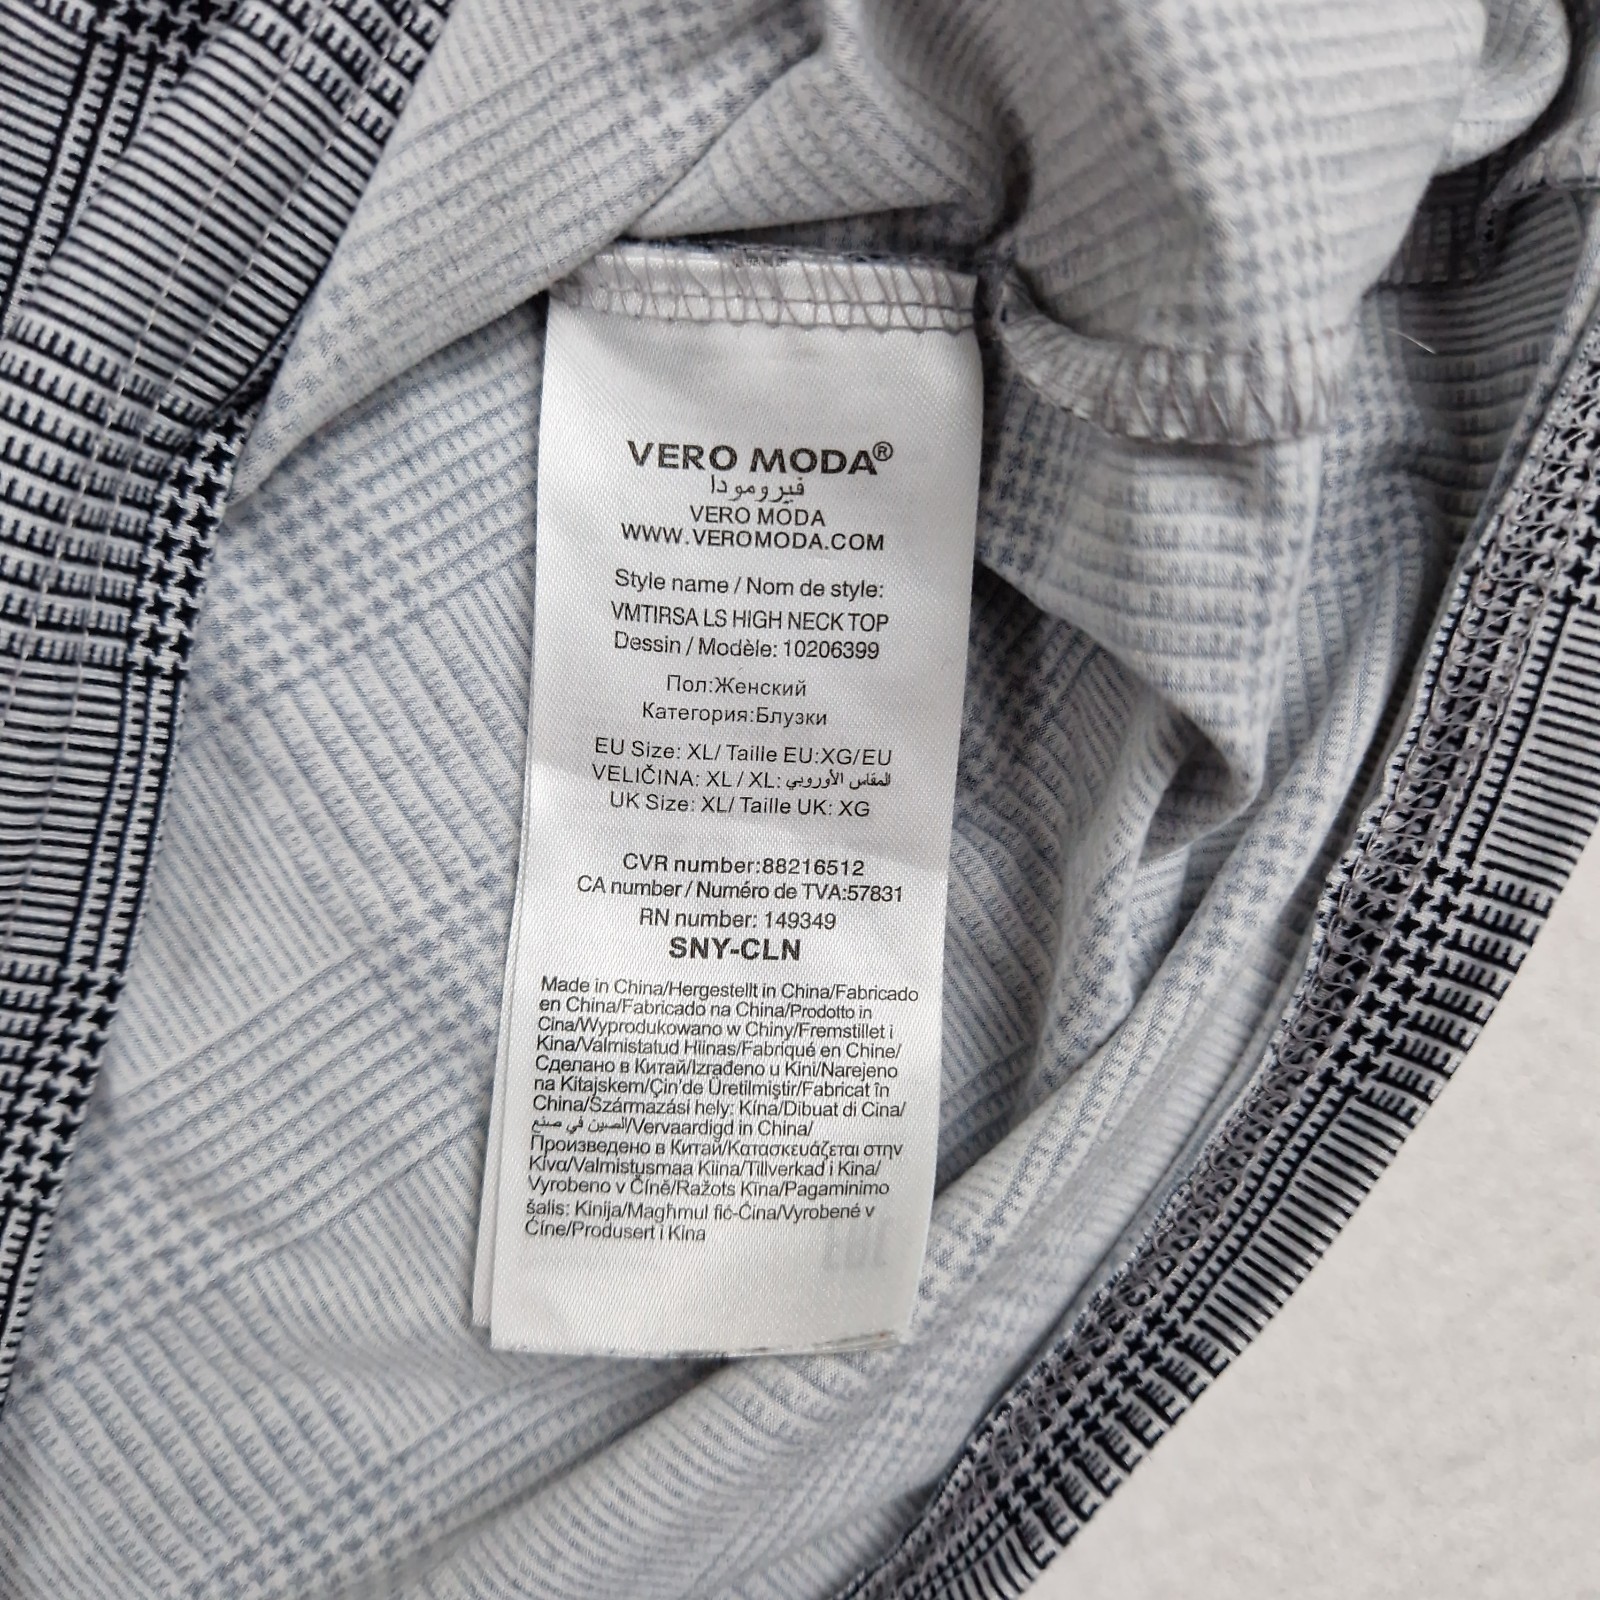 VERO MODA®
فيرومودا
VERO MODA
WWW.VEROMODA.COM
Style name / Nom de style:
VMTIRSA LS HIGH NECK TOP
Dessin / Modèle: 10206399
Пол:Женский
Категория:Блузки
EU Size: XL/ Taille EU:XG/EU
VELIČINA: XL / XL: المقاس الأوروبي
UK Size: XL/ Taille UK: XG
CVR number:88216512
CA number / Numéro de TVA:57831
RN number: 149349
SNY-CLN
Made in China/Hergestellt in China/Fabricado
en China/Fabricado na China/Prodotto in
Cina/Wyprodukowano w Chiny/Fremstillet i
Kina/Valmistatud Hiinas/Fabriqué en Chine/
Сделано в Китай/Izrađeno u Kini/Narejeno
na Kitajskem/Çin'de Üretilmiştir/Fabricat în
China/Származási hely: Kína/Dibuat di Cina/
الصين في صنع/Vervaardigd in China/
Произведено в Китай/Κατασκευάζεται στην
Κίνα/Valmistusmaa Kiina/Tillverkad i Kina/
Vyrobeno v Číně/Ražots Ķīna/Pagaminimo
šalis: Kinija/Magħmul fiċ-Ċina/Vyrobené v
Číne/Produsert i Kina